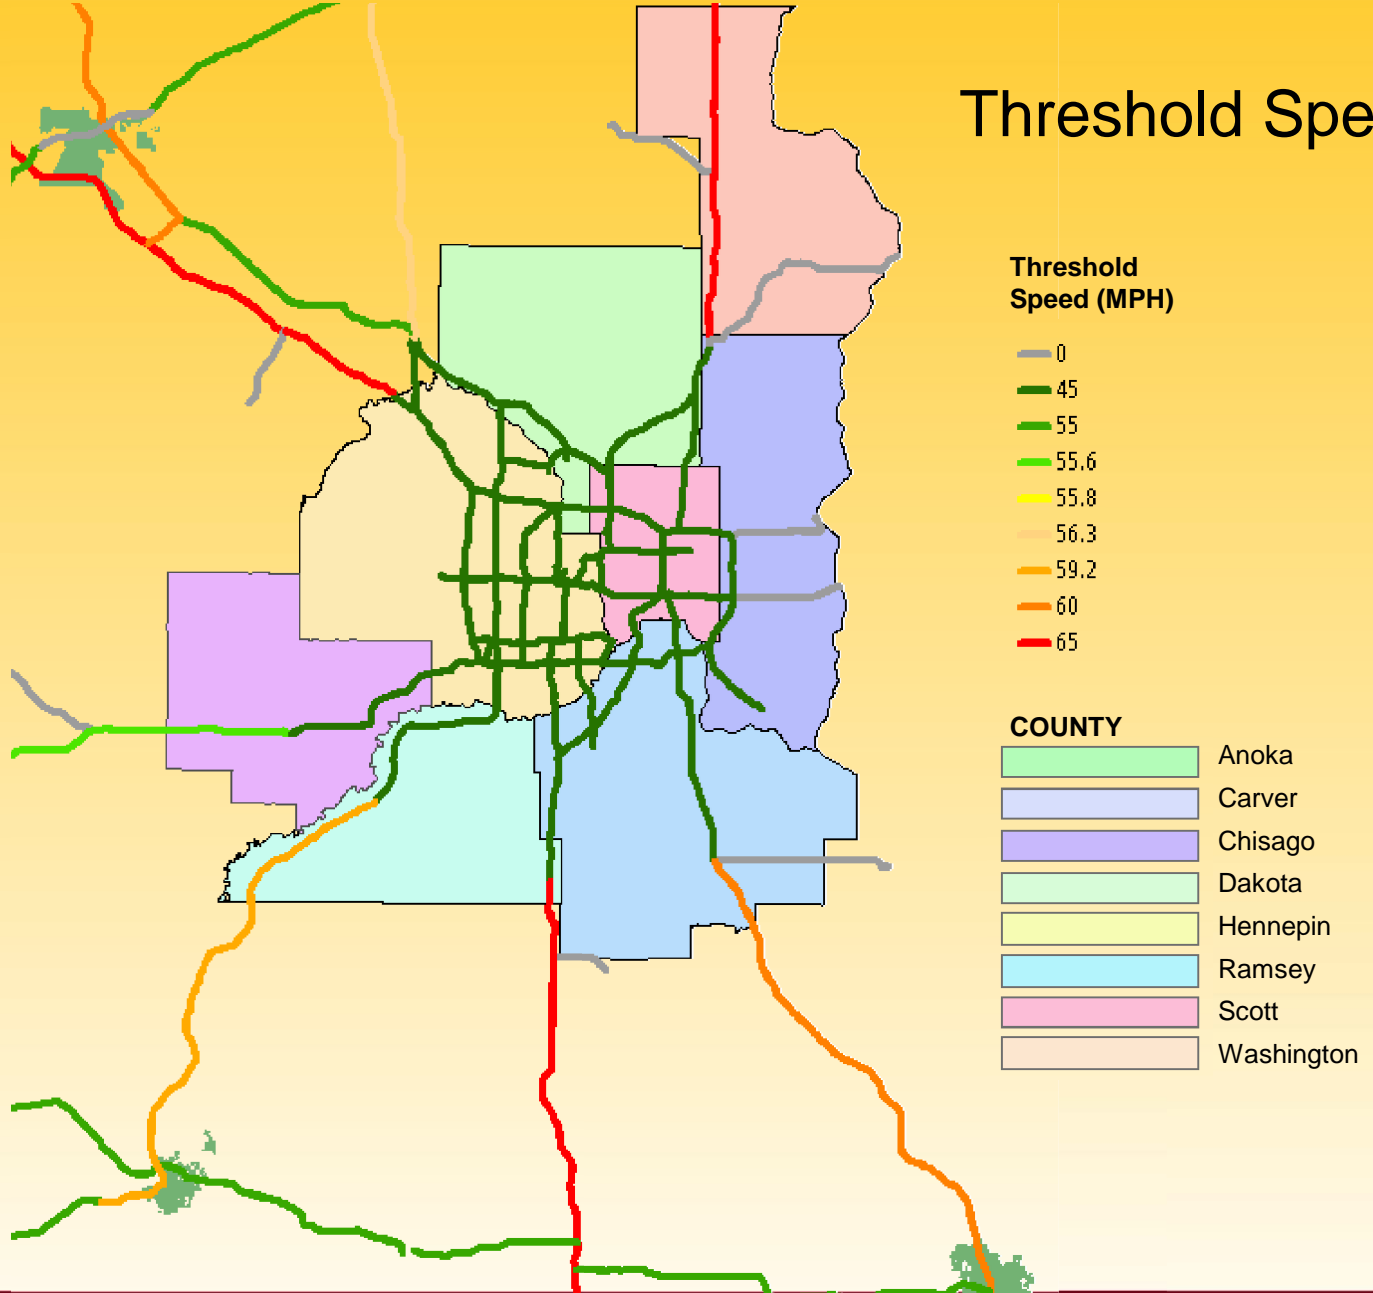 Threshold Spe
Threshold
Speed (MPH)
0
45
55
55.6
55.8
56.3
59.2
60
65
COUNTY
Anoka
Carver
Chisago
Dakota
Hennepin
Ramsey
Scott
Washington